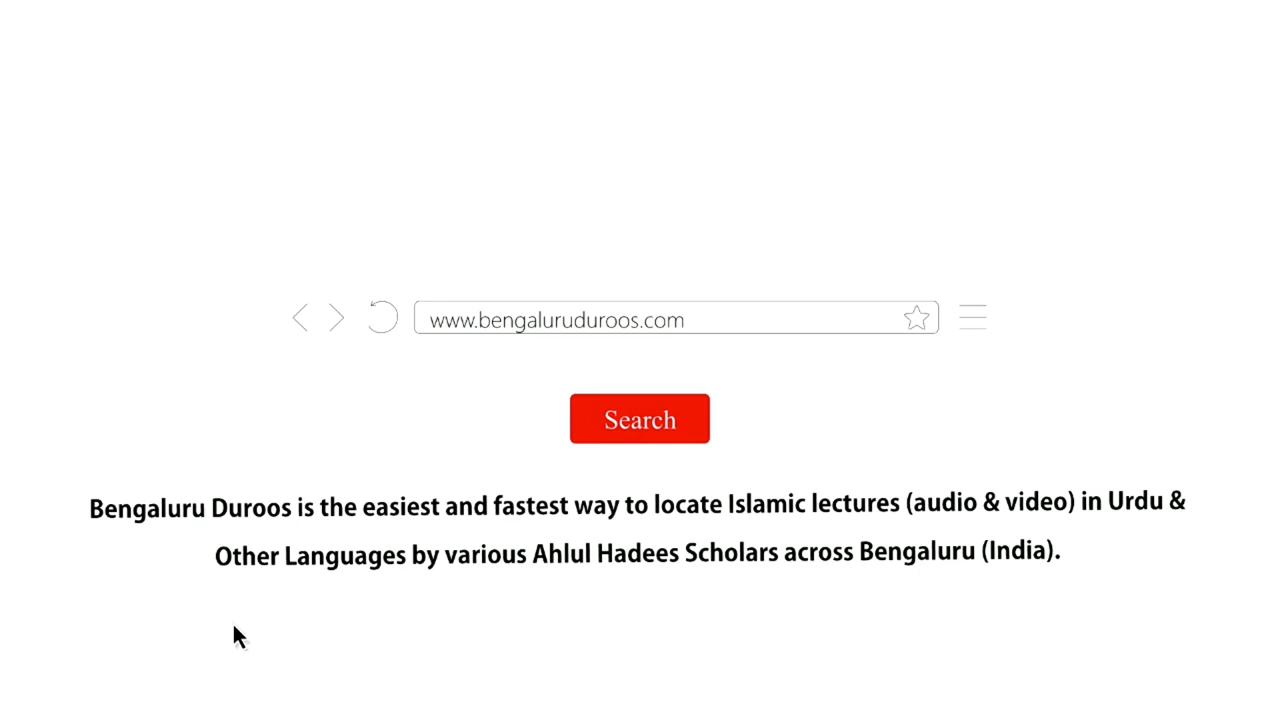 www.bengaluruduroos.com
Search
Bengaluru Duroos is the easiest and fastest way to locate Islamic lectures (audio & video) in Urdu &
Other Languages by various Ahlul Hadees Scholars across Bengaluru (India).